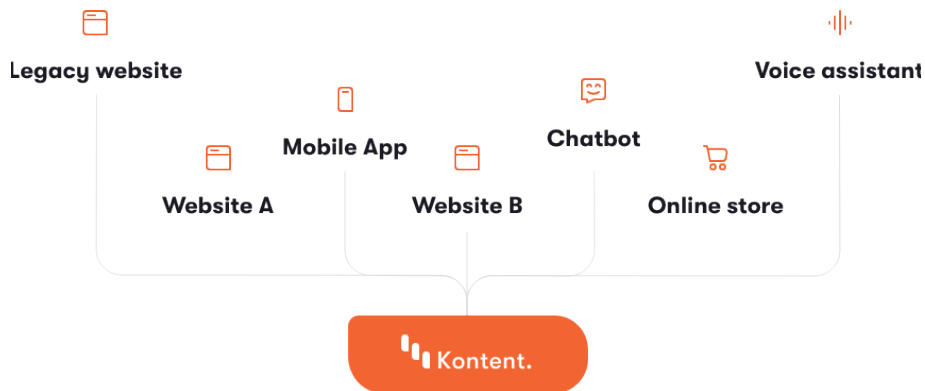 Legacy website
Voice assistant
Mobile App
Chatbot
Website A
Website B
Online store
Kontent.